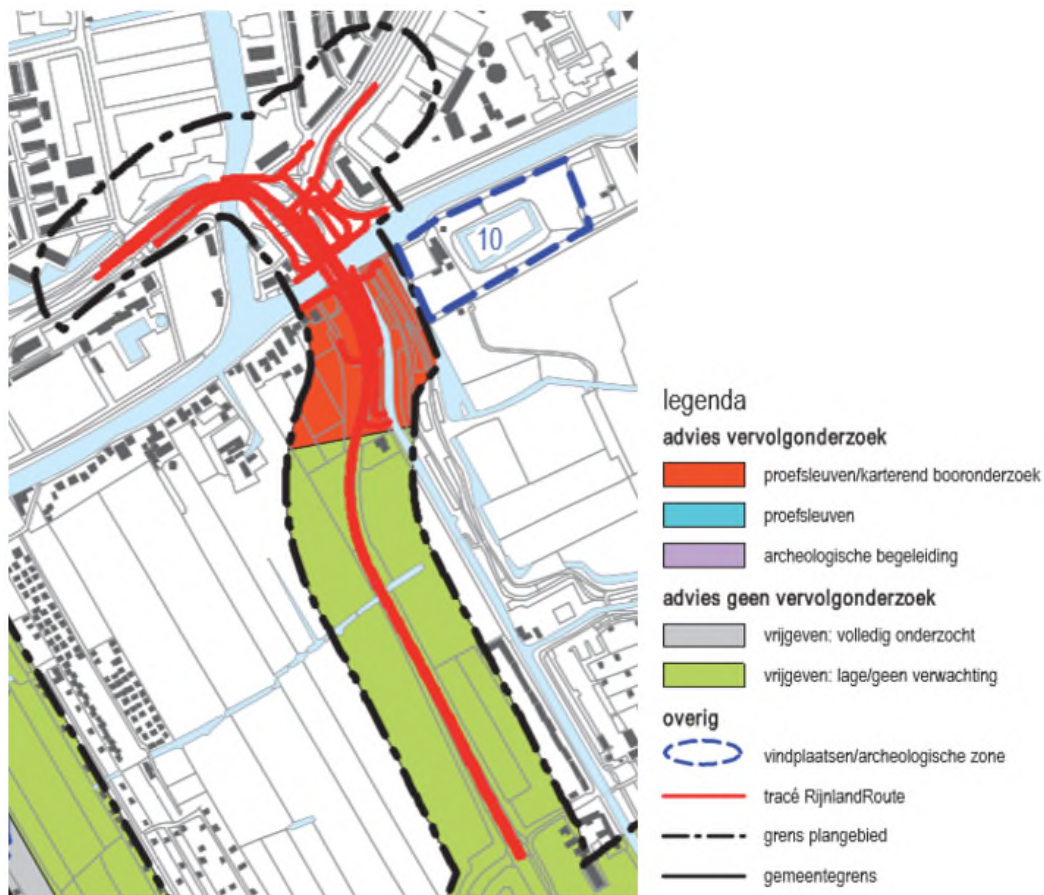 10
legenda
advies vervolgonderzoek
proefsleuven/karterend booronderzoek
proefsleuven
archeologische begeleiding
advies geen vervolgonderzoek
vrijgeven: volledig onderzocht
vrijgeven: lage/geen verwachting
overig
vindplaatsen/archeologische zone
tracé RijnlandRoute
grens plangebied
gemeentegrens